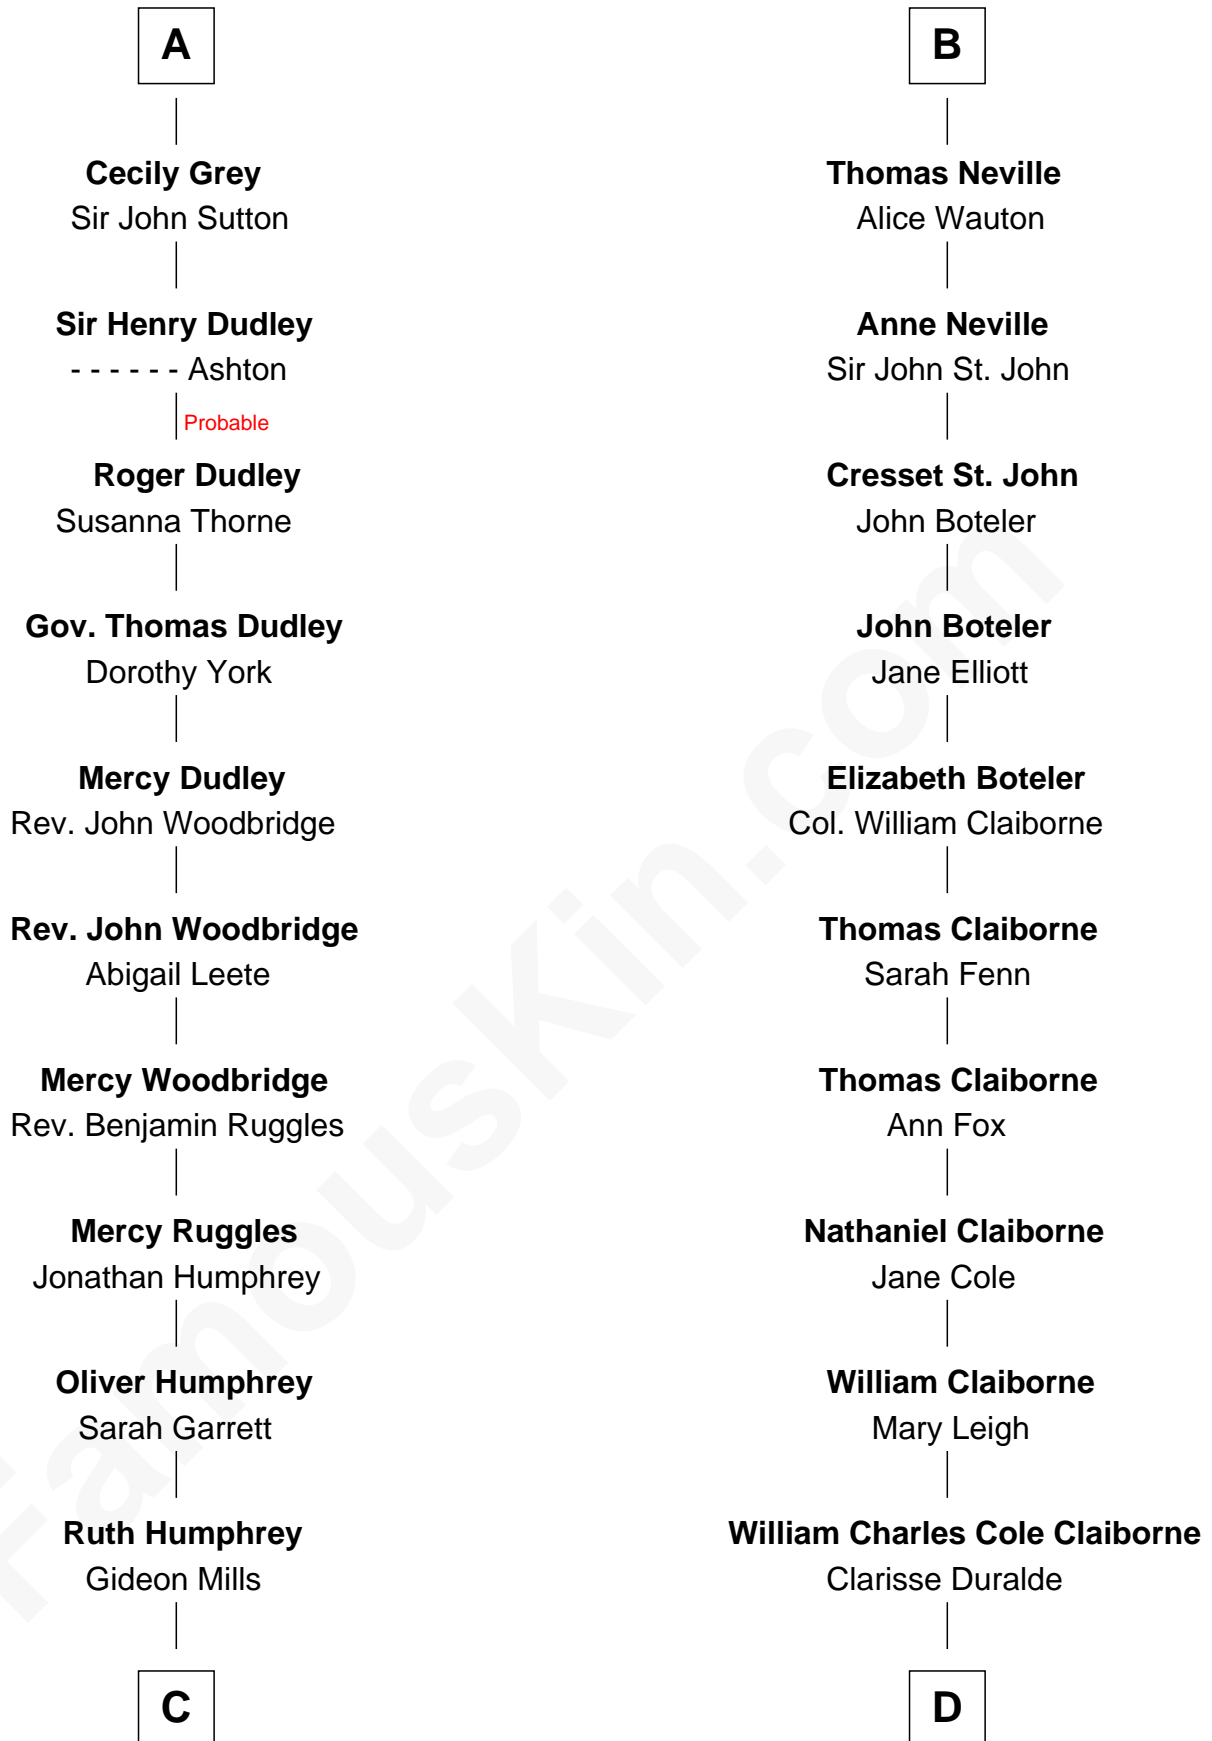 A
Cecily Grey
Sir John Sutton
Sir Henry Dudley
- - - - - - Ashton
Probable
Roger Dudley
Susanna Thorne
Gov. Thomas Dudley
Dorothy York
Mercy Dudley
Rev. John Woodbridge
Rev. John Woodbridge
Abigail Leete
Mercy Woodbridge
Rev. Benjamin Ruggles
Mercy Ruggles
Jonathan Humphrey
Oliver Humphrey
Sarah Garrett
Ruth Humphrey
Gideon Mills
C
B
Thomas Neville
Alice Wauton
Anne Neville
Sir John St. John
Cresset St. John
John Boteler
John Boteler
Jane Elliott
Elizabeth Boteler
Col. William Claiborne
Thomas Claiborne
Sarah Fenn
Thomas Claiborne
Ann Fox
Nathaniel Claiborne
Jane Cole
William Claiborne
Mary Leigh
William Charles Cole Claiborne
Clarisse Duralde
D
FamousKin.com